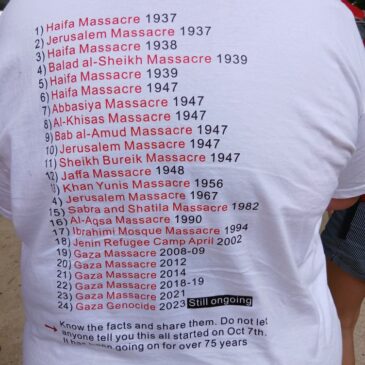 1) Haifa Massacre 1937
2) Jerusalem Massacre 1937
3) Haifa Massacre 1938
4) Balad al-Sheikh Massacre 1939
5) Haifa Massacre 1939
6) Haifa Massacre 1947
7) Abbasiya Massacre 1947
8) Al-Khisas Massacre 1947
9) Bab al-Amud Massacre 1947
10) Jerusalem Massacre 1947
11) Sheikh Bureik Massacre 1947
12) Jaffa Massacre 1948
) Khan Yunis Massacre 1956
4) Jerusalem Massacre 1967
15) Sabra and Shatila Massacre 1982
16) Al-Aqsa Massacre 1990
17) Ibrahimi Mosque Massacre 1994
18) Jenin Refugee Camp April 2002
19) Gaza Massacre 2008-09
20) Gaza Massacre 2012
21) Gaza Massacre 2014
22) Gaza Massacre 2018-19
23) Gaza Massacre 2021
24) Gaza Genocide 2023 Still ongoing
Know the facts and share them. Do not let
anyone tell you this all started on Oct 7th.
It has been going on for over 75 years